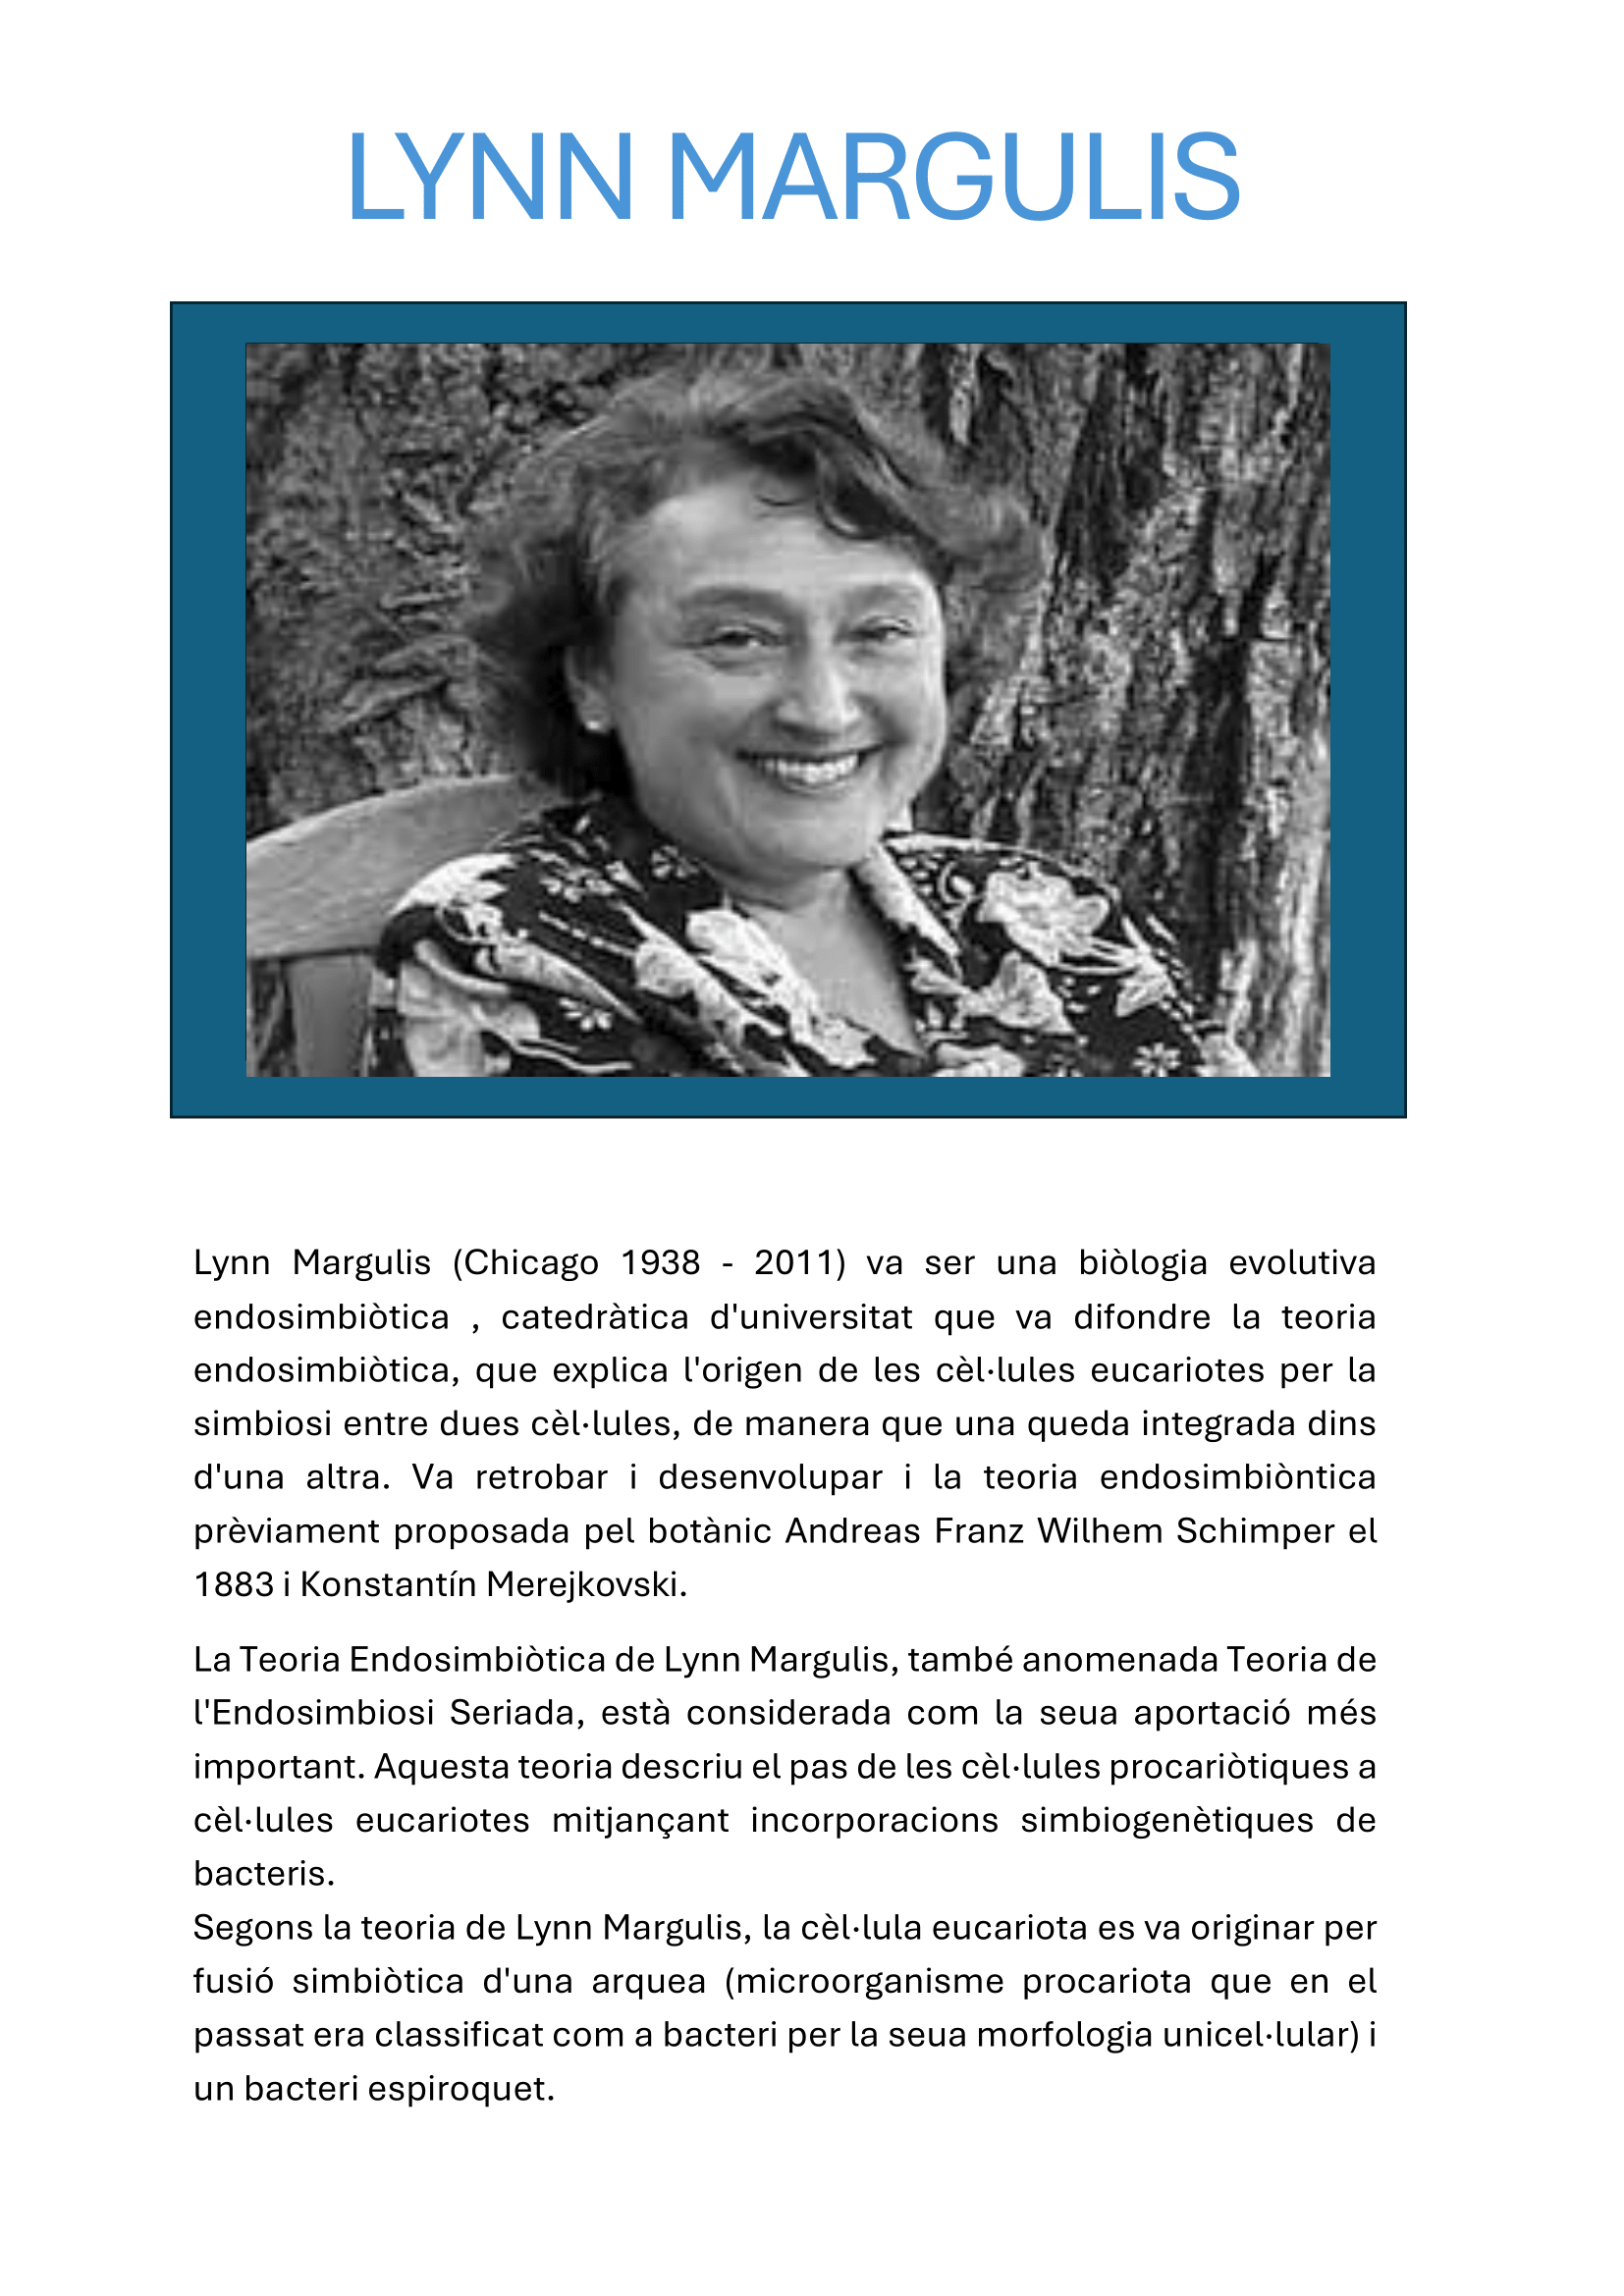 LYNN MARGULIS
Lynn Margulis (Chicago 1938 - 2011) va ser una biòlogia evolutiva
endosimbiòtica , catedràtica d'universitat que va difondre la teoria
endosimbiòtica, que explica l'origen de les cèl·lules eucariotes per la
simbiosi entre dues cèl·lules, de manera que una queda integrada dins
d'una altra. Va retrobar i desenvolupar i la teoria endosimbiòntica
prèviament proposada pel botànic Andreas Franz Wilhem Schimper el
1883 i Konstantín Merejkovski.
La Teoria Endosimbiòtica de Lynn Margulis, també anomenada Teoria de
l'Endosimbiosi Seriada, està considerada com la seua aportació més
important. Aquesta teoria descriu el pas de les cèl·lules procariòtiques a
cèl·lules eucariotes mitjançant incorporacions simbiogenètiques de
bacteris.
Segons la teoria de Lynn Margulis, la cèl·lula eucariota es va originar per
fusió simbiòtica d'una arquea (microorganisme procariota que en el
passat era classificat com a bacteri per la seua morfologia unicel·lular) i
un bacteri espiroquet.